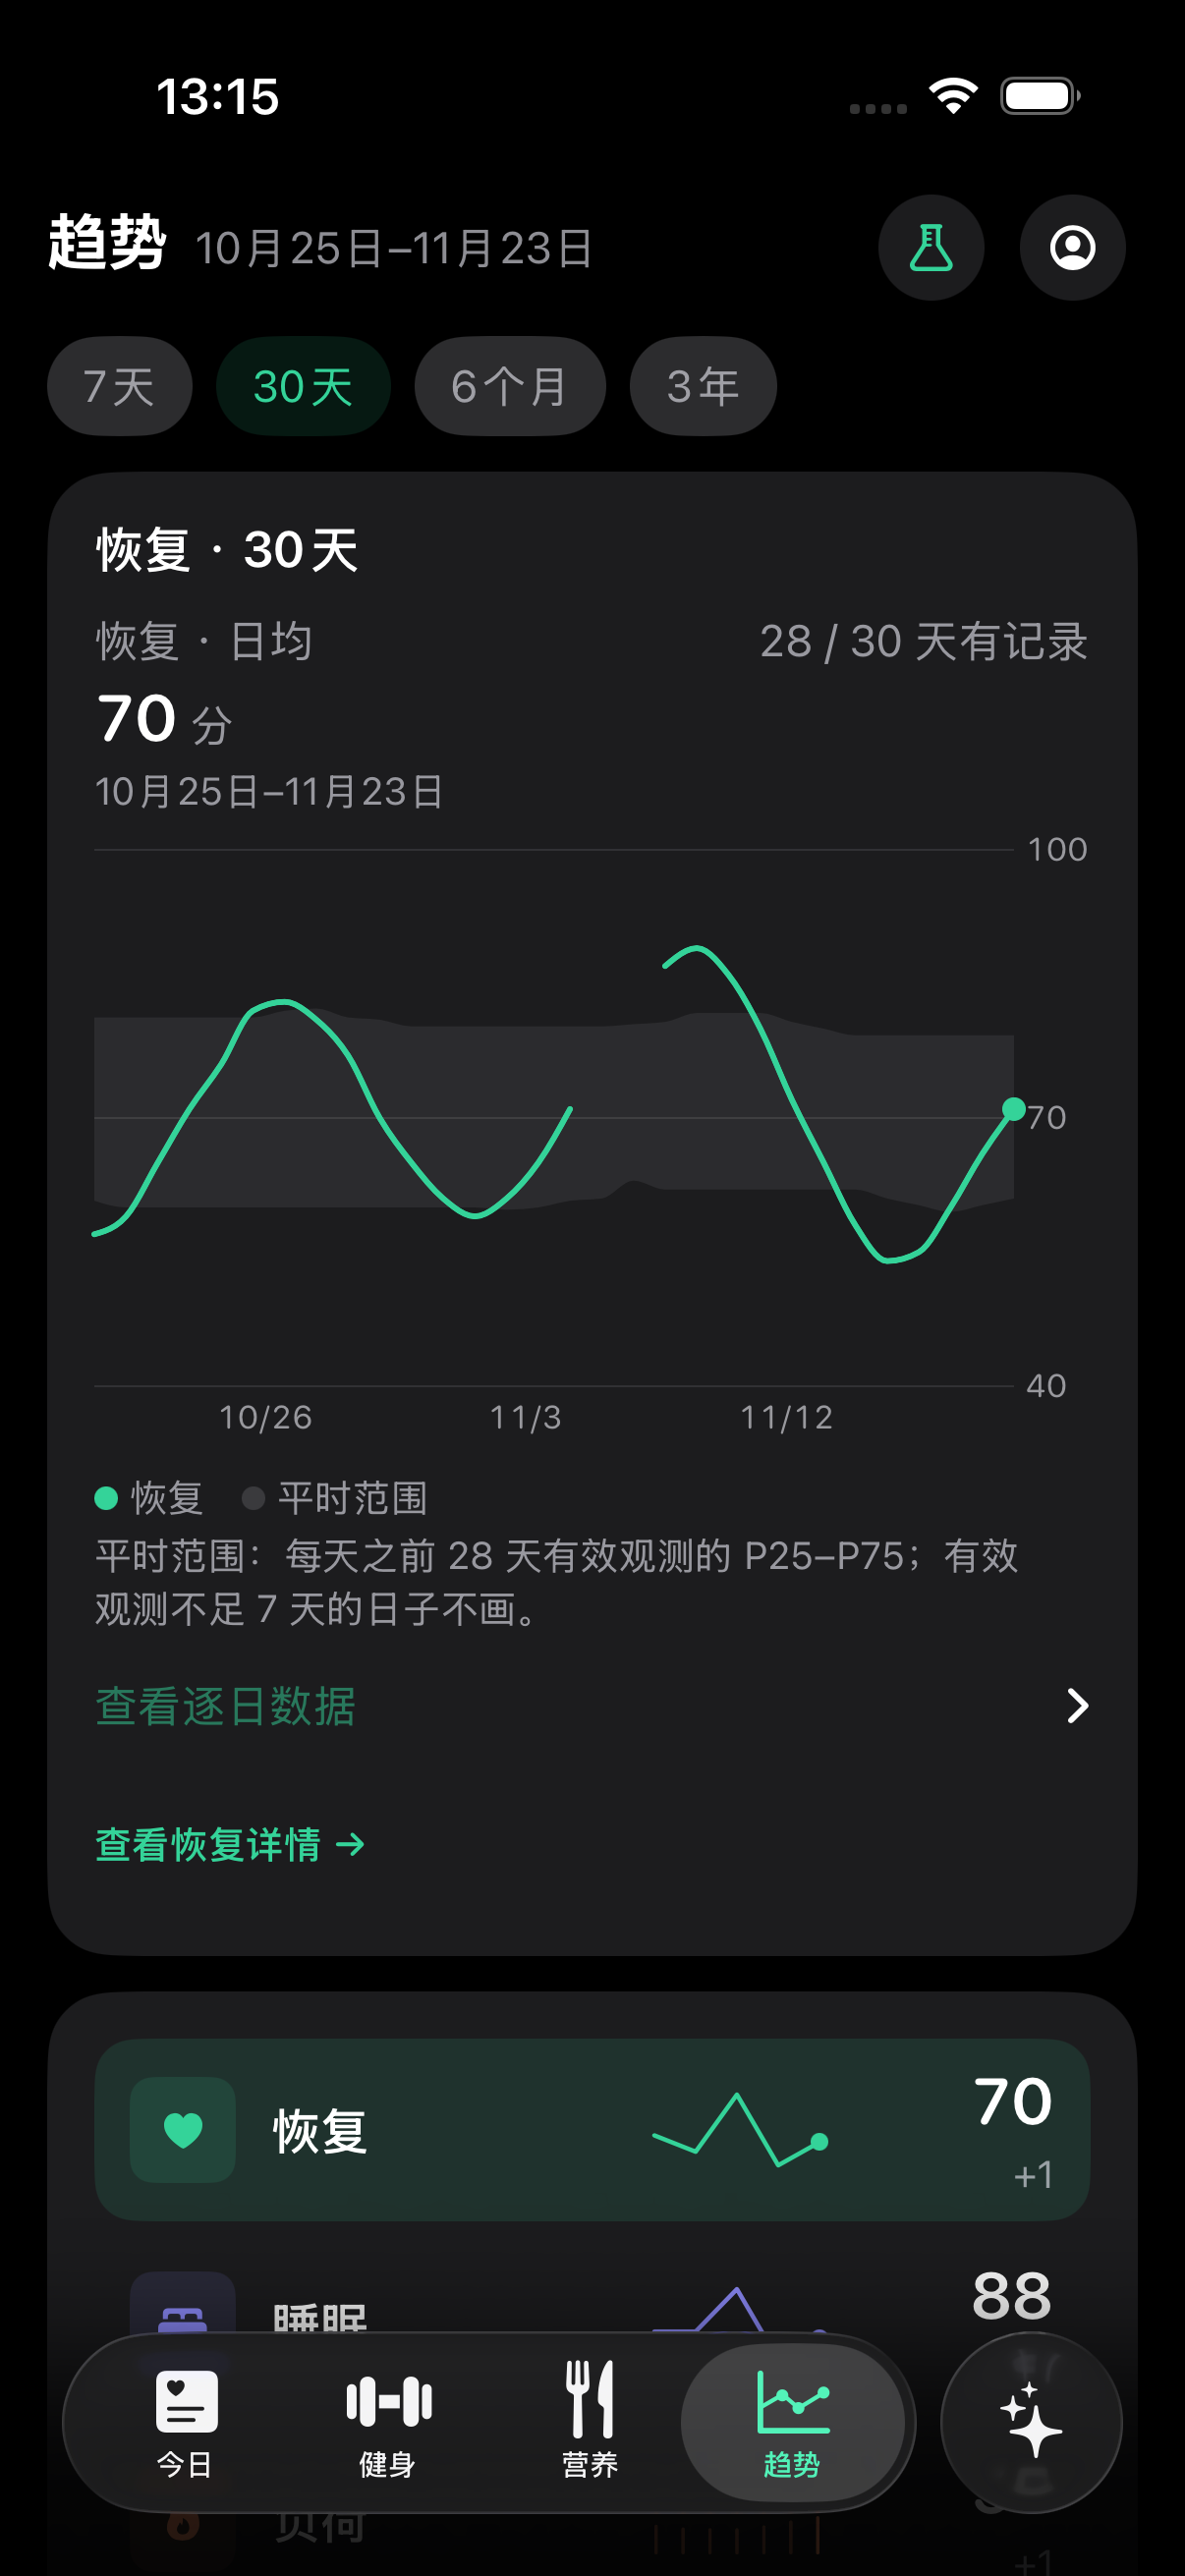 13:15
趋势 10月25日–11月23日
7天 30天 6个月 3年
恢复 · 30天
恢复 · 日均 28 / 30 天有记录
70 分
10月25日–11月23日
100
70
40
10/26 11/3 11/12
恢复 平时范围
平时范围：每天之前 28 天有效观测的 P25–P75；有效
观测不足 7 天的日子不画。
查看逐日数据
查看恢复详情 →
恢复 70
+1
睡眠 88
今日 健身 营养 趋势
负荷
+1